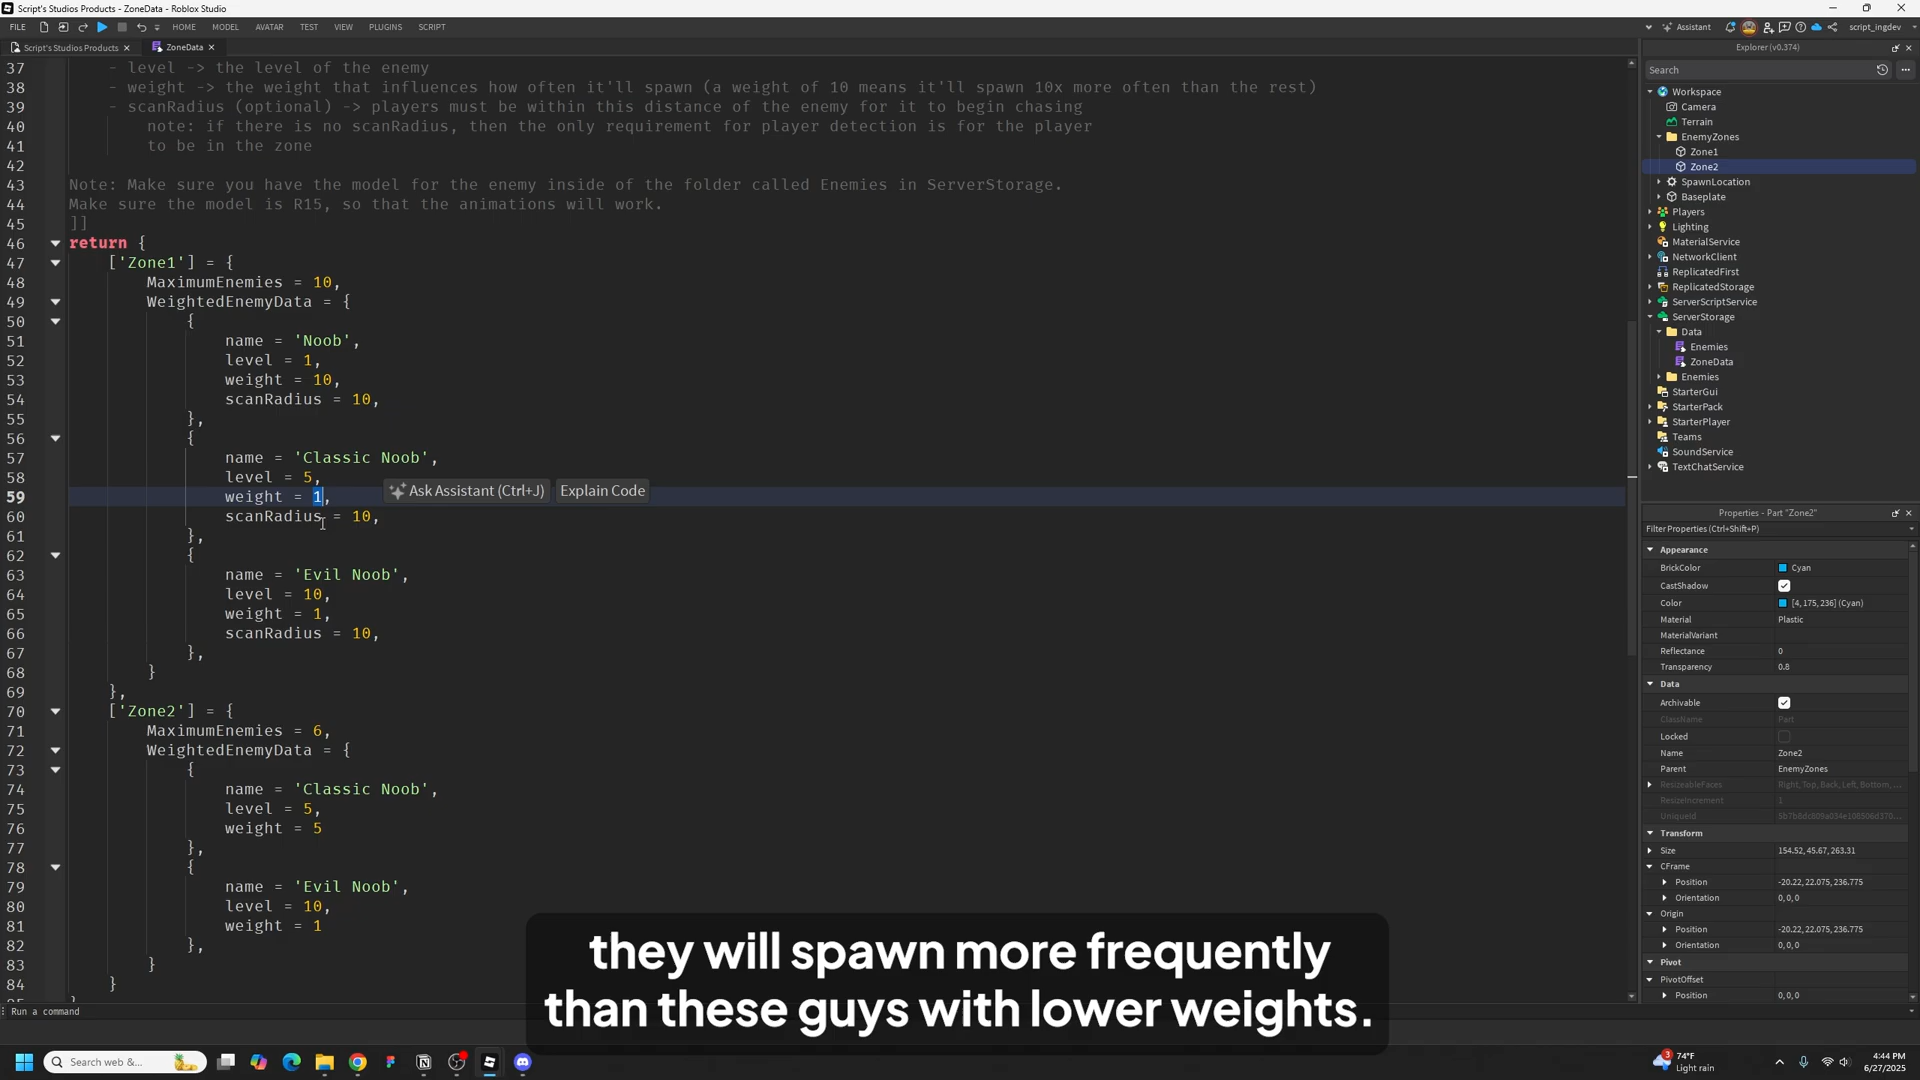 Script's Studios Products - ZoneData - Roblox Studio
FILE HOME MODEL AVATAR TEST VIEW PLUGINS SCRIPT Assistant script_ingdev
Script's Studios Products ZoneData
37 - level -> the level of the enemy
38 - weight -> the weight that influences how often it'll spawn (a weight of 10 means it'll spawn 10x more often than the rest)
39 - scanRadius (optional) -> players must be within this distance of the enemy for it to begin chasing
40 note: if there is no scanRadius, then the only requirement for player detection is for the player
41 to be in the zone
42
43 Note: Make sure you have the model for the enemy inside of the folder called Enemies in ServerStorage.
44 Make sure the model is R15, so that the animations will work.
45 ]]
46 return {
47 ['Zone1'] = {
48 MaximumEnemies = 10,
49 WeightedEnemyData = {
50 {
51 name = 'Noob',
52 level = 1,
53 weight = 10,
54 scanRadius = 10,
55 },
56 {
57 name = 'Classic Noob',
58 level = 5,
59 weight = 1, Ask Assistant (Ctrl+J) Explain Code
60 scanRadius = 10,
61 },
62 {
63 name = 'Evil Noob',
64 level = 10,
65 weight = 1,
66 scanRadius = 10,
67 },
68 }
69 },
70 ['Zone2'] = {
71 MaximumEnemies = 6,
72 WeightedEnemyData = {
73 {
74 name = 'Classic Noob',
75 level = 5,
76 weight = 5
77 },
78 {
79 name = 'Evil Noob',
80 level = 10,
81 weight = 1
82 },
83 }
84 }
they will spawn more frequently
than these guys with lower weights.
Run a command
Explorer (v0.374)
Search
Workspace
Camera
Terrain
EnemyZones
Zone1
Zone2
SpawnLocation
Baseplate
Players
Lighting
MaterialService
NetworkClient
ReplicatedFirst
ReplicatedStorage
ServerScriptService
ServerStorage
Data
Enemies
ZoneData
Enemies
StarterGui
StarterPack
StarterPlayer
Teams
SoundService
TextChatService
Properties - Part "Zone2"
Filter Properties (Ctrl+Shift+P)
Appearance
BrickColor Cyan
CastShadow
Color [4, 175, 236] (Cyan)
Material Plastic
MaterialVariant
Reflectance 0
Transparency 0.8
Data
Archivable
ClassName Part
Locked
Name Zone2
Parent EnemyZones
ResizeableFaces Right, Top, Back, Left, Bottom, ...
ResizeIncrement 1
UniqueId
Transform
Size 154.52, 45.67, 263.31
CFrame
Position -20.22, 22.075, 236.775
Orientation 0, 0, 0
Origin
Position -20.22, 22.075, 236.775
Orientation 0, 0, 0
Pivot
PivotOffset
Position 0, 0, 0
Search web &...
3 74°F
Light rain
4:44 PM
6/27/2025